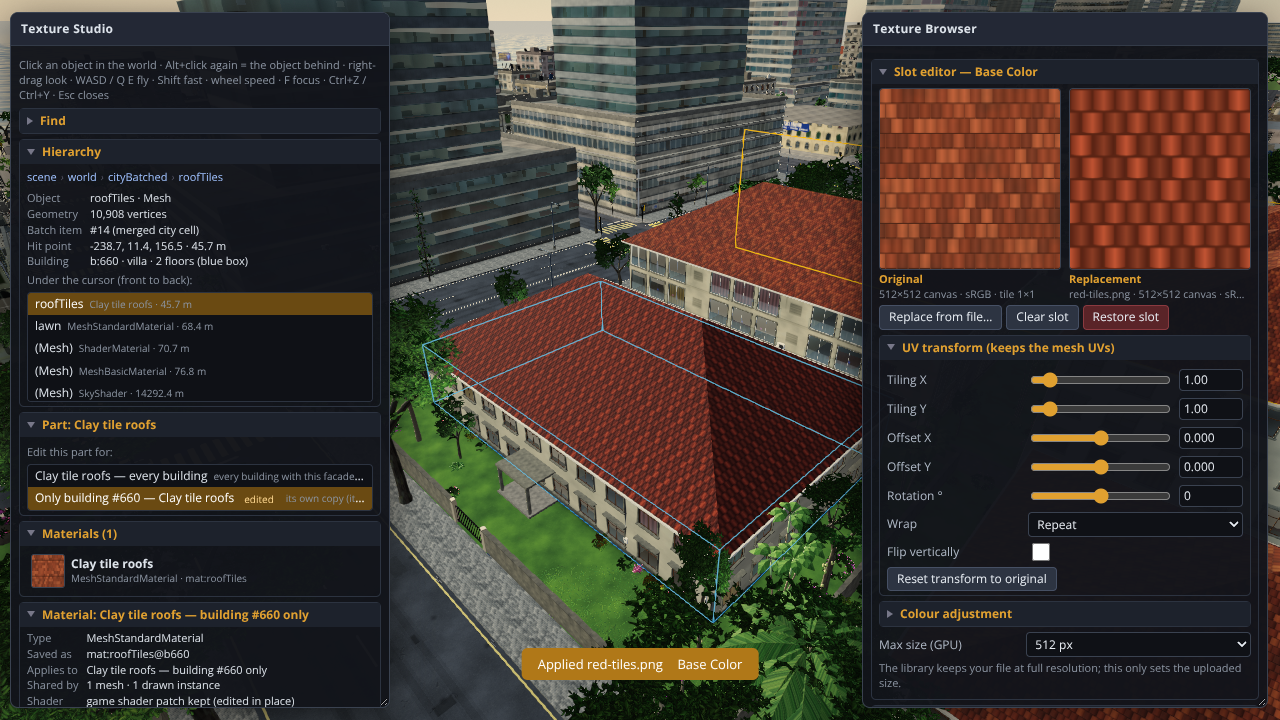 Texture Studio
Click an object in the world · Alt+click again = the object behind · right-
drag look · WASD / Q E fly · Shift fast · wheel speed · F focus · Ctrl+Z /
Ctrl+Y · Esc closes
Find
Hierarchy
scene › world › cityBatched › roofTiles
Object roofTiles · Mesh
Geometry 10,908 vertices
Batch item #14 (merged city cell)
Hit point -238.7, 11.4, 156.5 · 45.7 m
Building b:660 · villa · 2 floors (blue box)
Under the cursor (front to back):
roofTiles Clay tile roofs · 45.7 m
lawn MeshStandardMaterial · 68.4 m
(Mesh) ShaderMaterial · 70.7 m
(Mesh) MeshBasicMaterial · 76.8 m
(Mesh) SkyShader · 14292.4 m
Part: Clay tile roofs
Edit this part for:
Clay tile roofs — every building every building with this facade...
Only building #660 — Clay tile roofs edited its own copy (it...
Materials (1)
Clay tile roofs
MeshStandardMaterial · mat:roofTiles
Material: Clay tile roofs — building #660 only
Type MeshStandardMaterial
Saved as mat:roofTiles@b660
Applies to Clay tile roofs — building #660 only
Shared by 1 mesh · 1 drawn instance
Shader game shader patch kept (edited in place)
Applied red-tiles.png Base Color
Texture Browser
Slot editor — Base Color
Original Replacement
512×512 canvas · sRGB · tile 1×1 red-tiles.png · 512×512 canvas · sR...
Replace from file... Clear slot Restore slot
UV transform (keeps the mesh UVs)
Tiling X 1.00
Tiling Y 1.00
Offset X 0.000
Offset Y 0.000
Rotation ° 0
Wrap Repeat
Flip vertically
Reset transform to original
Colour adjustment
Max size (GPU) 512 px
The library keeps your file at full resolution; this only sets the uploaded
size.